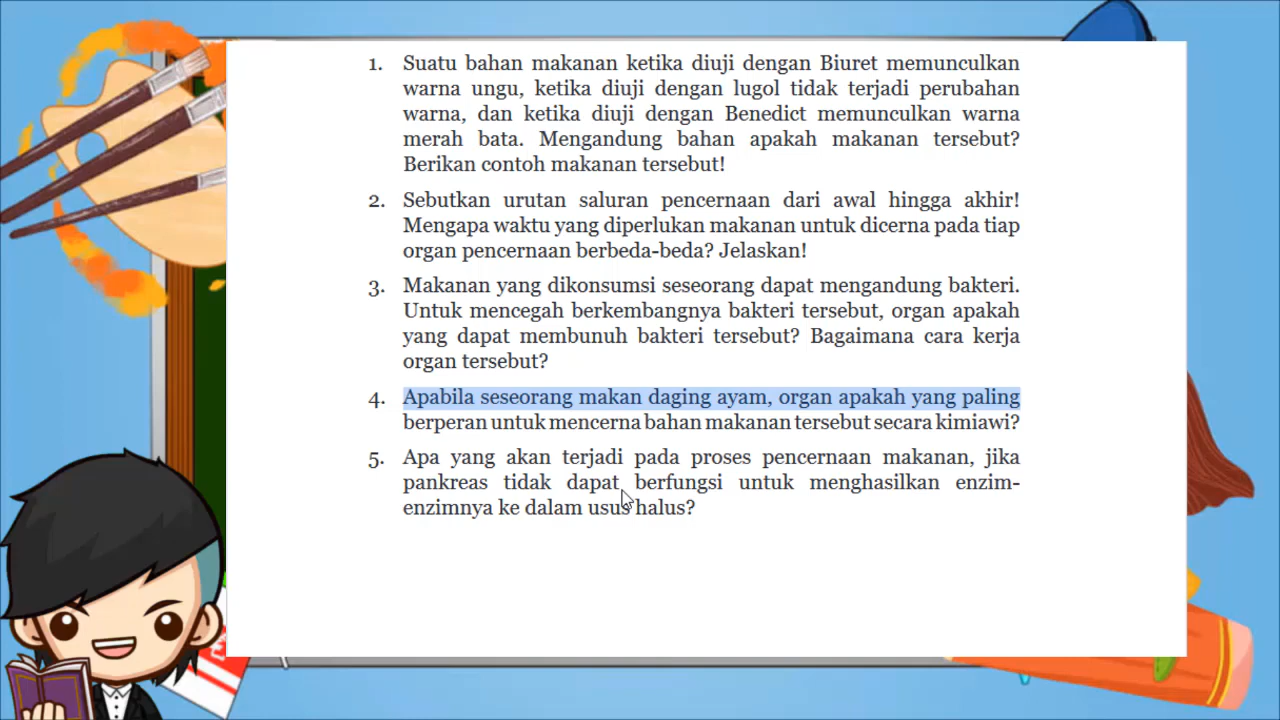 1. Suatu bahan makanan ketika diuji dengan Biuret memunculkan
warna ungu, ketika diuji dengan lugol tidak terjadi perubahan
warna, dan ketika diuji dengan Benedict memunculkan warna
merah bata. Mengandung bahan apakah makanan tersebut?
Berikan contoh makanan tersebut!
2. Sebutkan urutan saluran pencernaan dari awal hingga akhir!
Mengapa waktu yang diperlukan makanan untuk dicerna pada tiap
organ pencernaan berbeda-beda? Jelaskan!
3. Makanan yang dikonsumsi seseorang dapat mengandung bakteri.
Untuk mencegah berkembangnya bakteri tersebut, organ apakah
yang dapat membunuh bakteri tersebut? Bagaimana cara kerja
organ tersebut?
4. Apabila seseorang makan daging ayam, organ apakah yang paling
berperan untuk mencerna bahan makanan tersebut secara kimiawi?
5. Apa yang akan terjadi pada proses pencernaan makanan, jika
pankreas tidak dapat berfungsi untuk menghasilkan enzim-
enzimnya ke dalam usus halus?